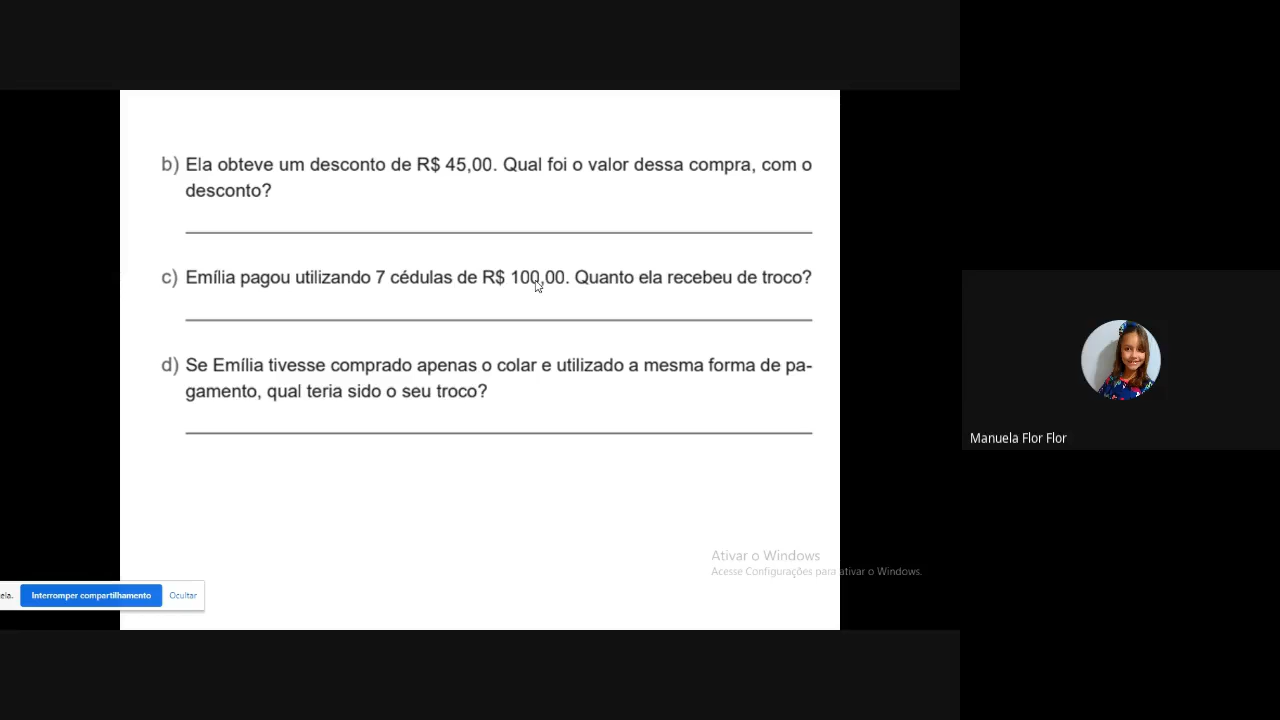 b) Ela obteve um desconto de R$ 45,00. Qual foi o valor dessa compra, com o
desconto?
c) Emília pagou utilizando 7 cédulas de R$ 100,00. Quanto ela recebeu de troco?
d) Se Emília tivesse comprado apenas o colar e utilizado a mesma forma de pa-
gamento, qual teria sido o seu troco?
Manuela Flor Flor
Ativar o Windows
Acesse Configurações para ativar o Windows.
ela. Interromper compartilhamento Ocultar